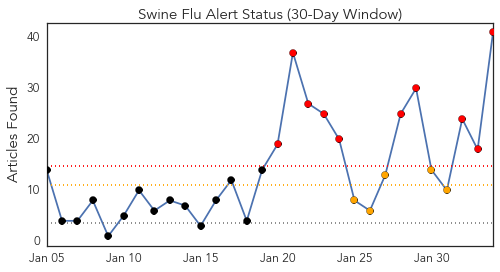 Swine Flu Alert Status (30-Day Window)
Articles Found
40
30
20
10
0
Jan 05
Jan 10
Jan 15
Jan 20
Jan 25
Jan 30